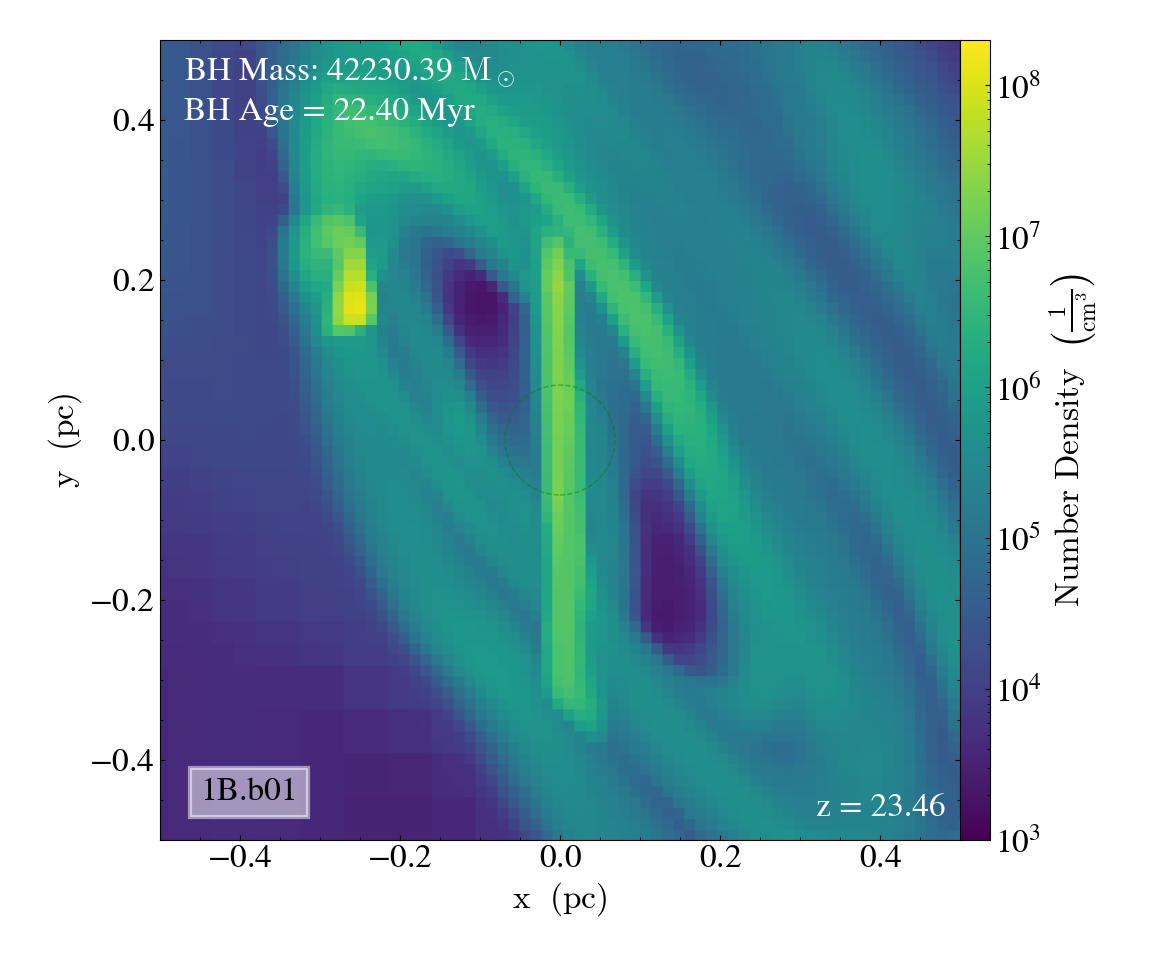 BH Mass: 42230.39 M⊙
BH Age = 22.40 Myr
1B.b01
z = 23.46
0.4
0.2
0.0
−0.2
−0.4
y (pc)
−0.4 −0.2 0.0 0.2 0.4
x (pc)
10⁸
10⁷
10⁶
10⁵
10⁴
10³
Number Density (1/cm³)